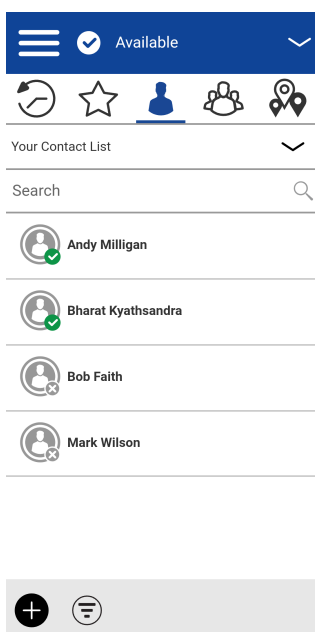 Available
Your Contact List
Search
Andy Milligan
Bharat Kyathsandra
Bob Faith
Mark Wilson